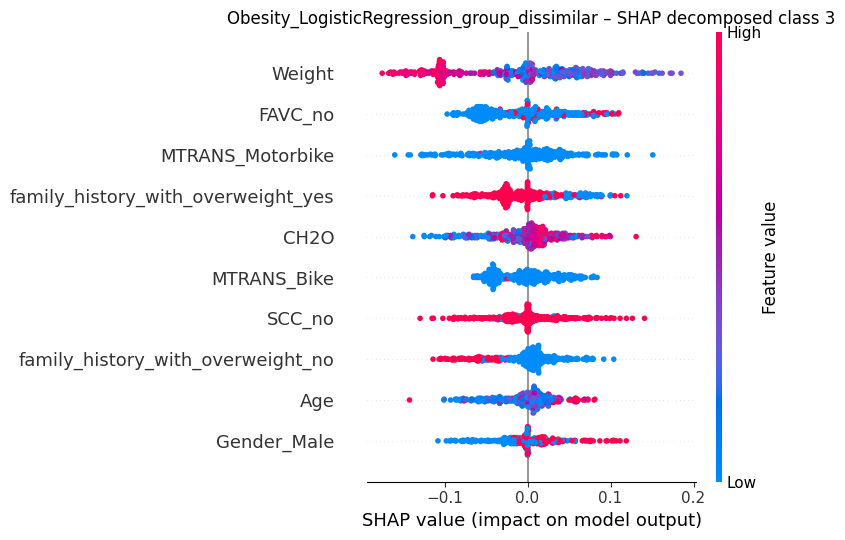 Obesity_LogisticRegression_group_dissimilar – SHAP decomposed class 3
High
Weight
FAVC_no
MTRANS_Motorbike
family_history_with_overweight_yes
CH2O
MTRANS_Bike
SCC_no
family_history_with_overweight_no
Age
Gender_Male
Feature value
Low
−0.1 0.0 0.1 0.2
SHAP value (impact on model output)